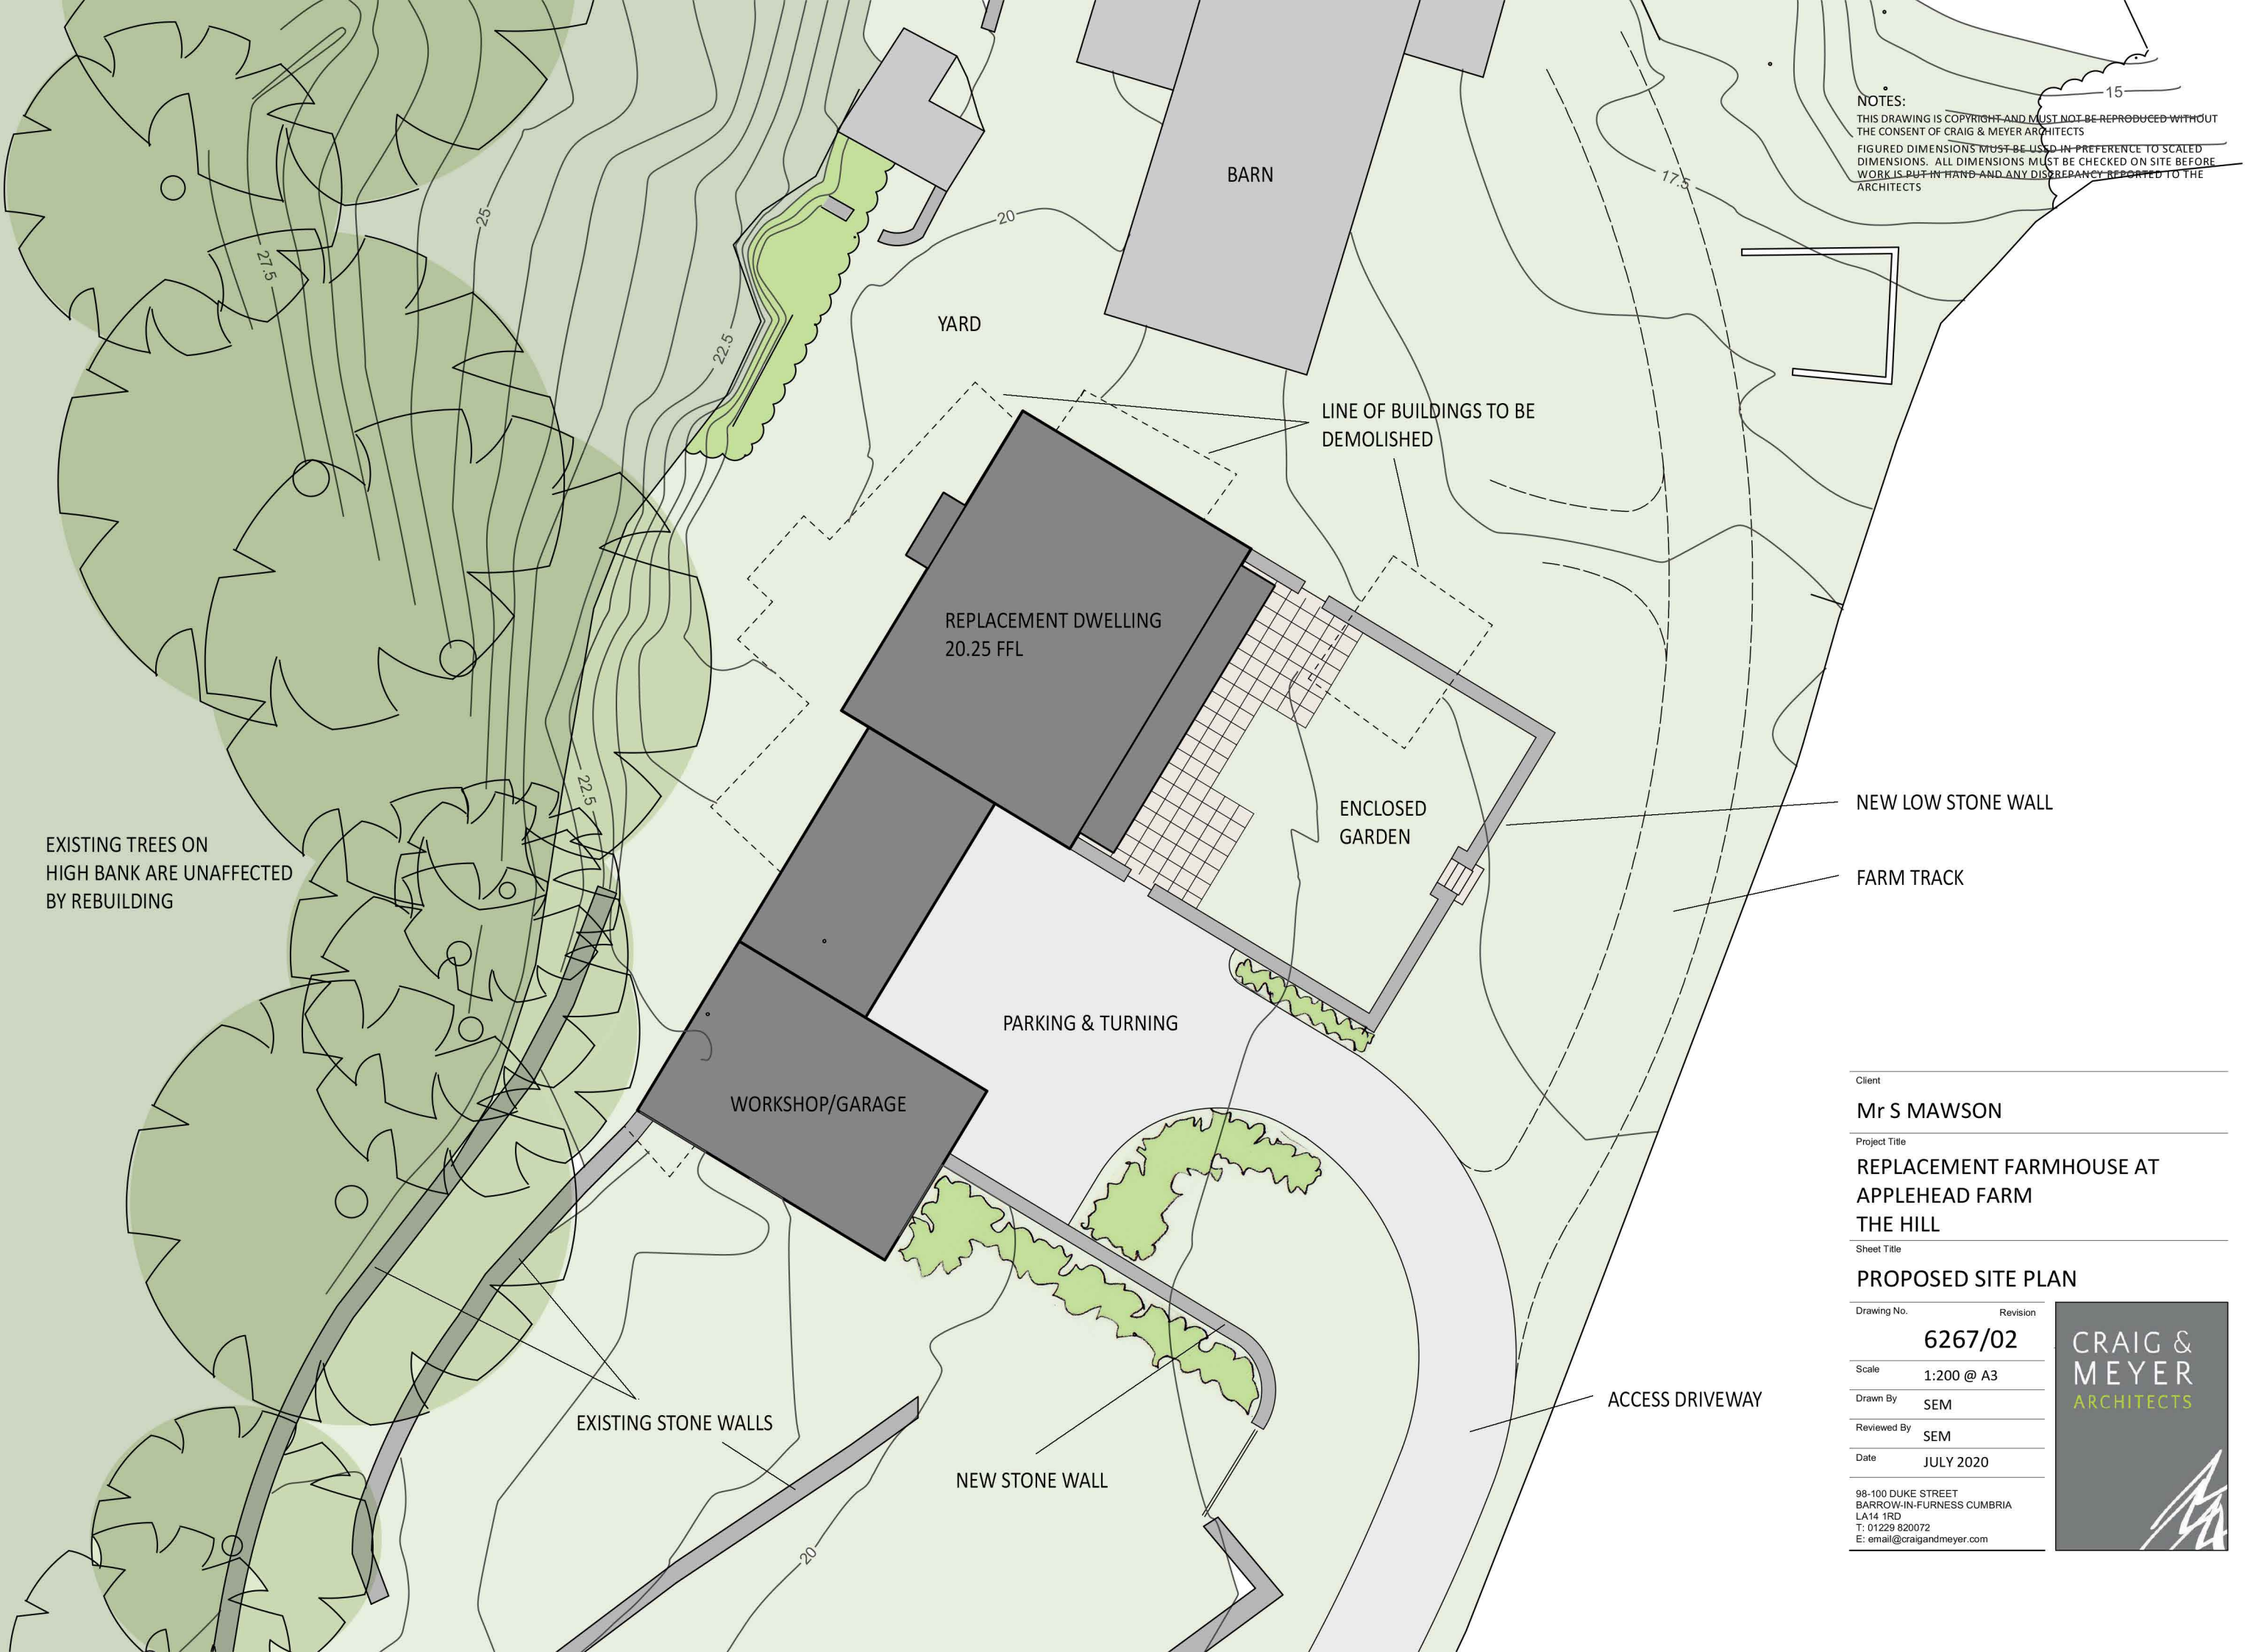 NOTES:
THIS DRAWING IS COPYRIGHT AND MUST NOT BE REPRODUCED WITHOUT
THE CONSENT OF CRAIG & MEYER ARCHITECTS
FIGURED DIMENSIONS MUST BE USED IN PREFERENCE TO SCALED
DIMENSIONS. ALL DIMENSIONS MUST BE CHECKED ON SITE BEFORE
WORK IS PUT IN HAND AND ANY DISCREPANCY REPORTED TO THE
ARCHITECTS
15
17.5
BARN
20
25
27.5
22.5
YARD
LINE OF BUILDINGS TO BE
DEMOLISHED
REPLACEMENT DWELLING
20.25 FFL
22.5
ENCLOSED
GARDEN
NEW LOW STONE WALL
FARM TRACK
EXISTING TREES ON
HIGH BANK ARE UNAFFECTED
BY REBUILDING
PARKING & TURNING
WORKSHOP/GARAGE
ACCESS DRIVEWAY
EXISTING STONE WALLS
NEW STONE WALL
20
Client
Mr S MAWSON
Project Title
REPLACEMENT FARMHOUSE AT
APPLEHEAD FARM
THE HILL
Sheet Title
PROPOSED SITE PLAN
Drawing No. Revision
6267/02
Scale 1:200 @ A3
Drawn By SEM
Reviewed By SEM
Date JULY 2020
98-100 DUKE STREET
BARROW-IN-FURNESS CUMBRIA
LA14 1RD
T: 01229 820072
E: email@craigandmeyer.com
CRAIG &
MEYER
ARCHITECTS